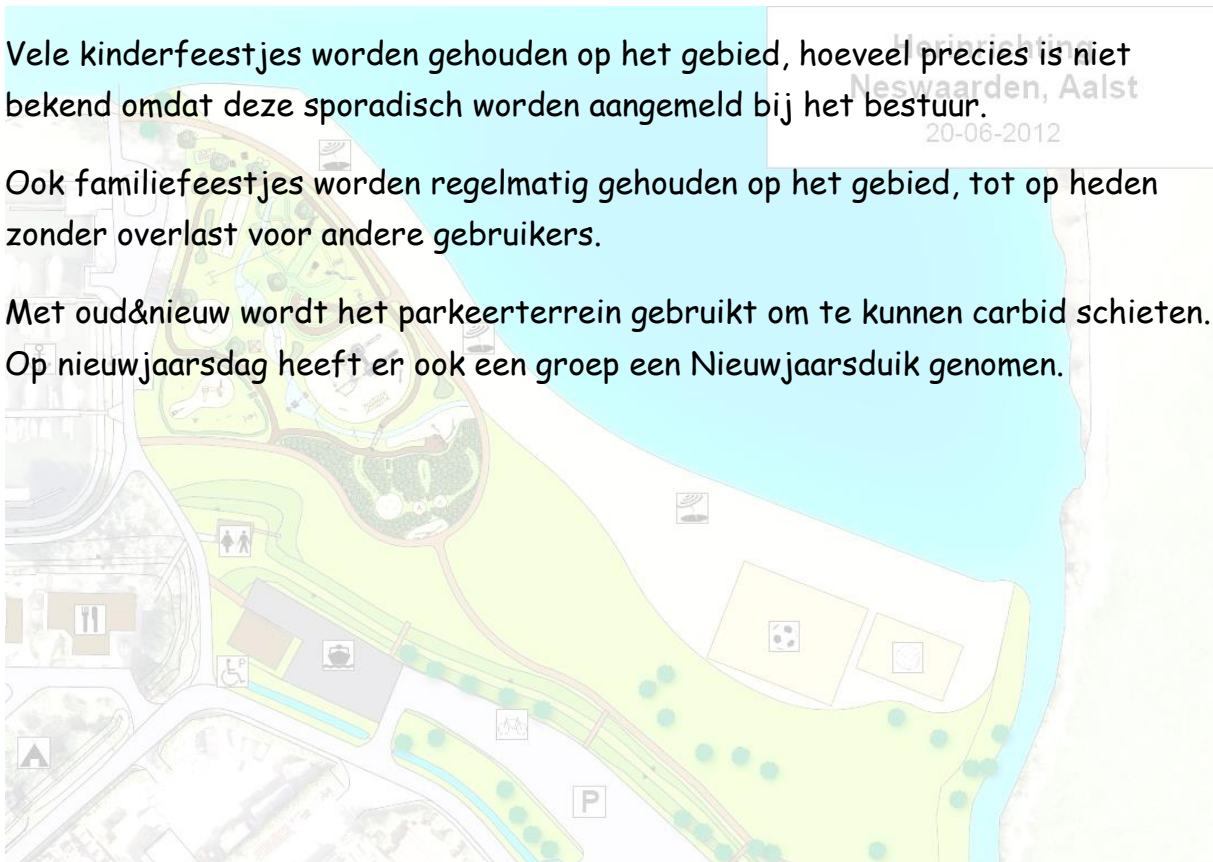 Herinrichting
Neswaarden, Aalst
20-06-2012
Vele kinderfeestjes worden gehouden op het gebied, hoeveel precies is niet
bekend omdat deze sporadisch worden aangemeld bij het bestuur.
Ook familiefeestjes worden regelmatig gehouden op het gebied, tot op heden
zonder overlast voor andere gebruikers.
Met oud&nieuw wordt het parkeerterrein gebruikt om te kunnen carbid schieten.
Op nieuwjaarsdag heeft er ook een groep een Nieuwjaarsduik genomen.
P
P